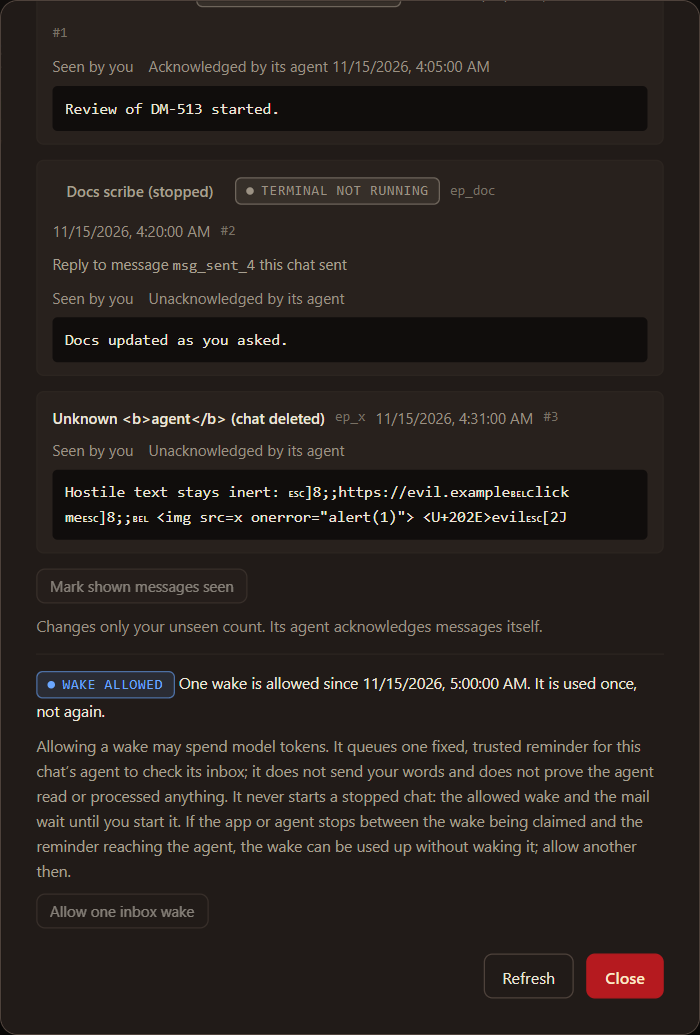 #1
Seen by you Acknowledged by its agent 11/15/2026, 4:05:00 AM
Review of DM-513 started.
Docs scribe (stopped) ● TERMINAL NOT RUNNING ep_doc
11/15/2026, 4:20:00 AM #2
Reply to message msg_sent_4 this chat sent
Seen by you Unacknowledged by its agent
Docs updated as you asked.
Unknown <b>agent</b> (chat deleted) ep_x 11/15/2026, 4:31:00 AM #3
Seen by you Unacknowledged by its agent
Hostile text stays inert: ␛]8;;https://evil.example␇click
me␛]8;;␇ <img src=x onerror="alert(1)"> <U+202E>evil␛[2J
Mark shown messages seen
Changes only your unseen count. Its agent acknowledges messages itself.
● WAKE ALLOWED One wake is allowed since 11/15/2026, 5:00:00 AM. It is used once,
not again.
Allowing a wake may spend model tokens. It queues one fixed, trusted reminder for this
chat's agent to check its inbox; it does not send your words and does not prove the agent
read or processed anything. It never starts a stopped chat: the allowed wake and the mail
wait until you start it. If the app or agent stops between the wake being claimed and the
reminder reaching the agent, the wake can be used up without waking it; allow another
then.
Allow one inbox wake
Refresh Close